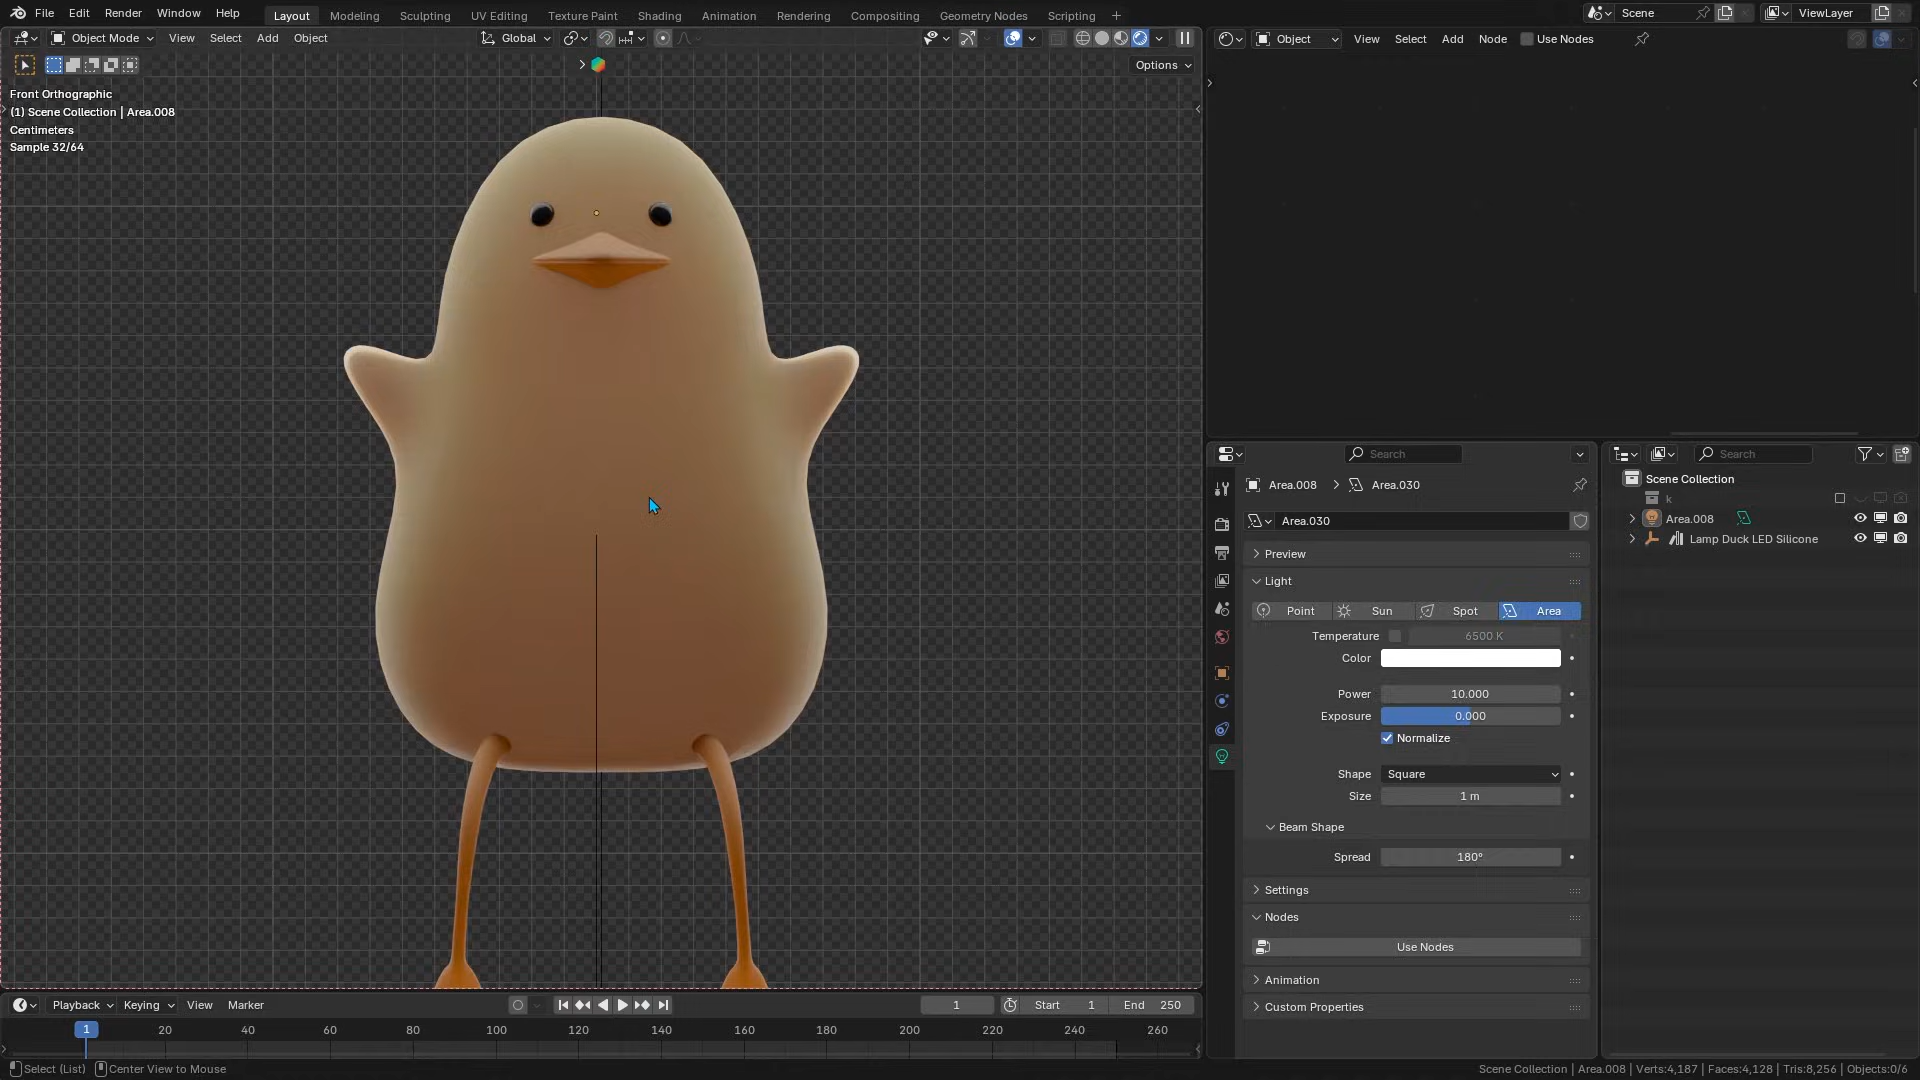 File Edit Render Window Help Layout Modeling Sculpting UV Editing Texture Paint Shading Animation Rendering Compositing Geometry Nodes Scripting + Scene ViewLayer
Object Mode View Select Add Object Global
Object View Select Add Node Use Nodes
Options
Front Orthographic
(1) Scene Collection | Area.008
Centimeters
Sample 32/64
Search
Search
Area.008 > Area.030
Scene Collection
k
Area.030
Area.008
Lamp Duck LED Silicone
Preview
Light
Point Sun Spot Area
Temperature 6500 K
Color
Power 10.000
Exposure 0.000
Normalize
Shape Square
Size 1 m
Beam Shape
Spread 180°
Settings
Nodes
Use Nodes
Animation
Custom Properties
Playback Keying View Marker 1 Start 1 End 250
1 20 40 60 80 100 120 140 160 180 200 220 240 260
Select (List) Center View to Mouse
Scene Collection | Area.008 | Verts:4,187 | Faces:4,128 | Tris:8,256 | Objects:0/6